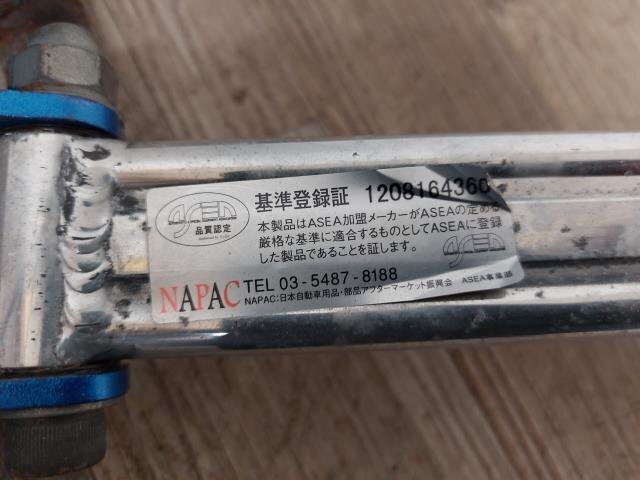 ASEA
品質認定
基準登録証 1208164360
本製品はASEA加盟メーカーがASEAの定める
厳格な基準に適合するものとしてASEAに登録
した製品であることを証します。
NAPAC TEL 03-5487-8188
NAPAC:日本自動車用品・部品アフターマーケット振興会 ASEA事業部